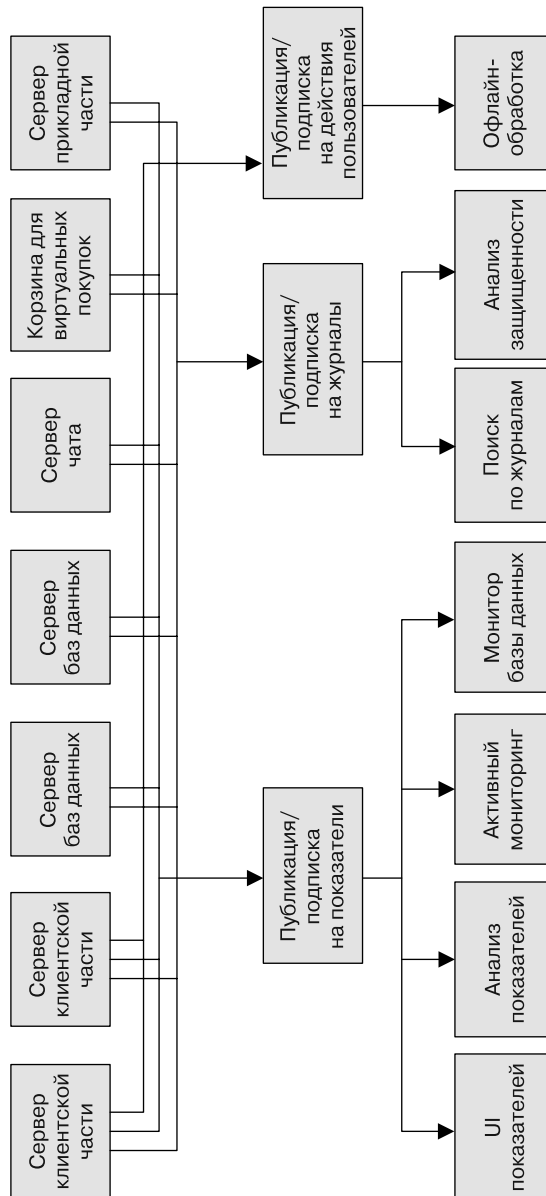 Сервер
клиентской
части
Сервер
клиентской
части
Сервер
баз данных
Сервер
баз данных
Сервер
чата
Корзина для
виртуальных
покупок
Сервер
прикладной
части
Публикация/
подписка
на показатели
Публикация/
подписка
на журналы
Публикация/
подписка
на действия
пользователей
UI
показателей
Анализ
показателей
Активный
мониторинг
Монитор
базы данных
Поиск
по журналам
Анализ
защищенности
Офлайн-
обработка